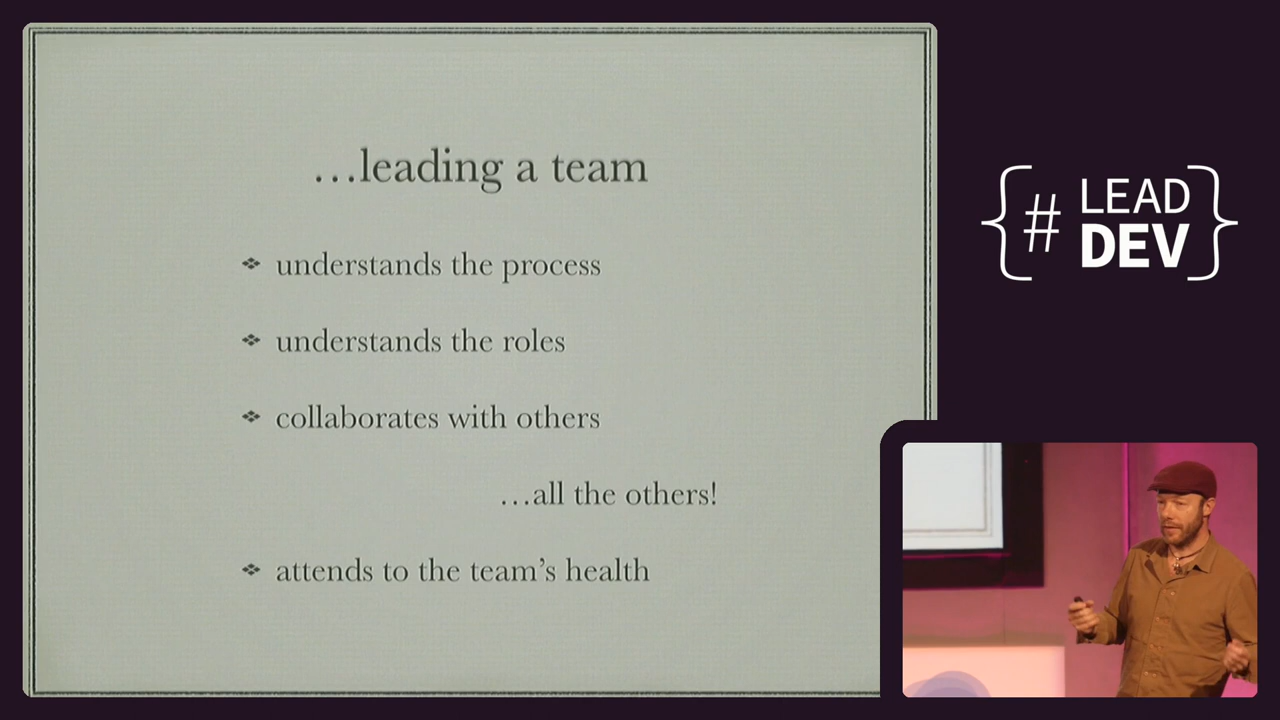 …leading a team
❖ understands the process
❖ understands the roles
❖ collaborates with others
…all the others!
❖ attends to the team’s health
{# LEAD
DEV}